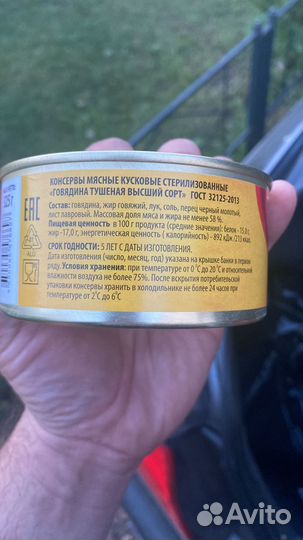 КОНСЕРВЫ МЯСНЫЕ КУСКОВЫЕ СТЕРИЛИЗОВАННЫЕ
«ГОВЯДИНА ТУШЕНАЯ ВЫСШИЙ СОРТ» ГОСТ 32125-2013
Состав: говядина, жир говяжий, лук, соль, перец черный молотый,
лист лавровый. Массовая доля мяса и жира не менее 58 %.
Пищевая ценность в 100 г продукта (средние значения): белок - 15,0 г;
жир -17,0 г; энергетическая ценность ( калорийность) - 892 кДж /213 ккал.
СРОК ГОДНОСТИ: 5 ЛЕТ С ДАТЫ ИЗГОТОВЛЕНИЯ.
Дата изготовления (число, месяц, год) указана на крышке банки в первом
ряду. Условия хранения: при температуре от 0°С до 20°С и относительной
влажности воздуха не более 75%. После вскрытия потребительской
упаковки консервы хранить в холодильнике не более 24 часов при
температуре от 2°С до 6°С
EAC
ALU
325 г
Avito